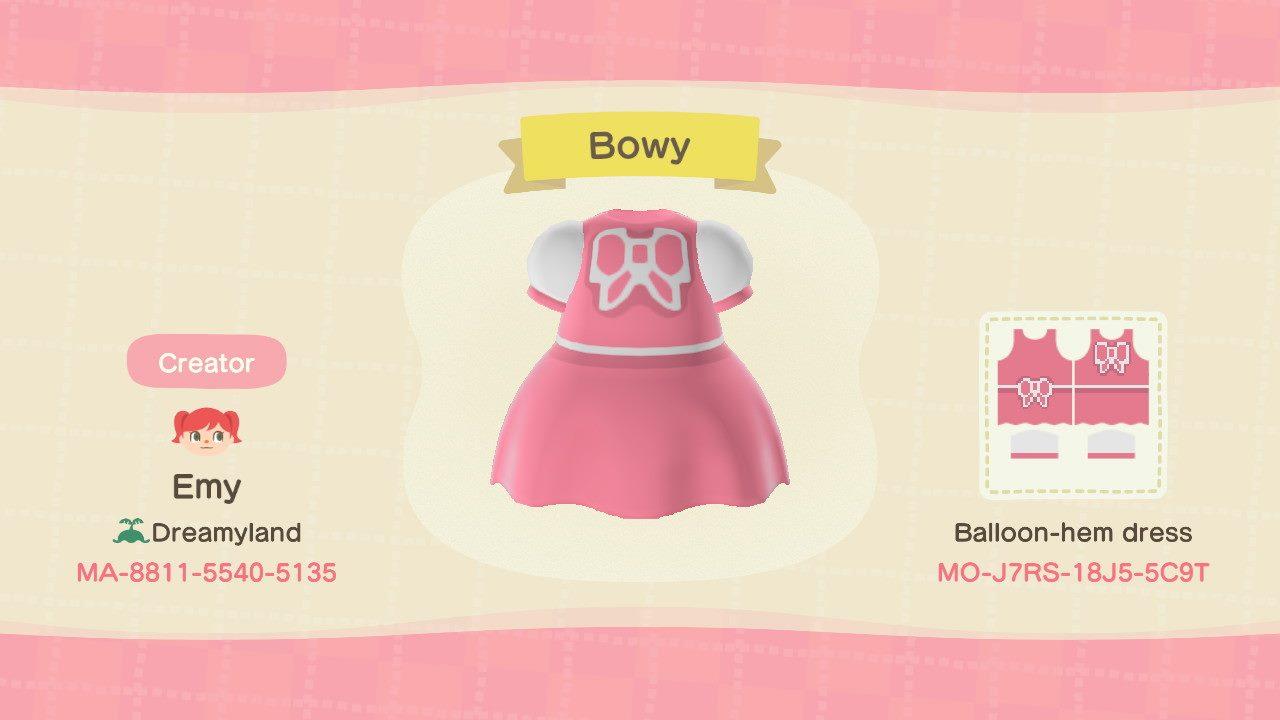 Bowy
Creator
Emy
Dreamyland
MA-8811-5540-5135
Balloon-hem dress
MO-J7RS-18J5-5C9T